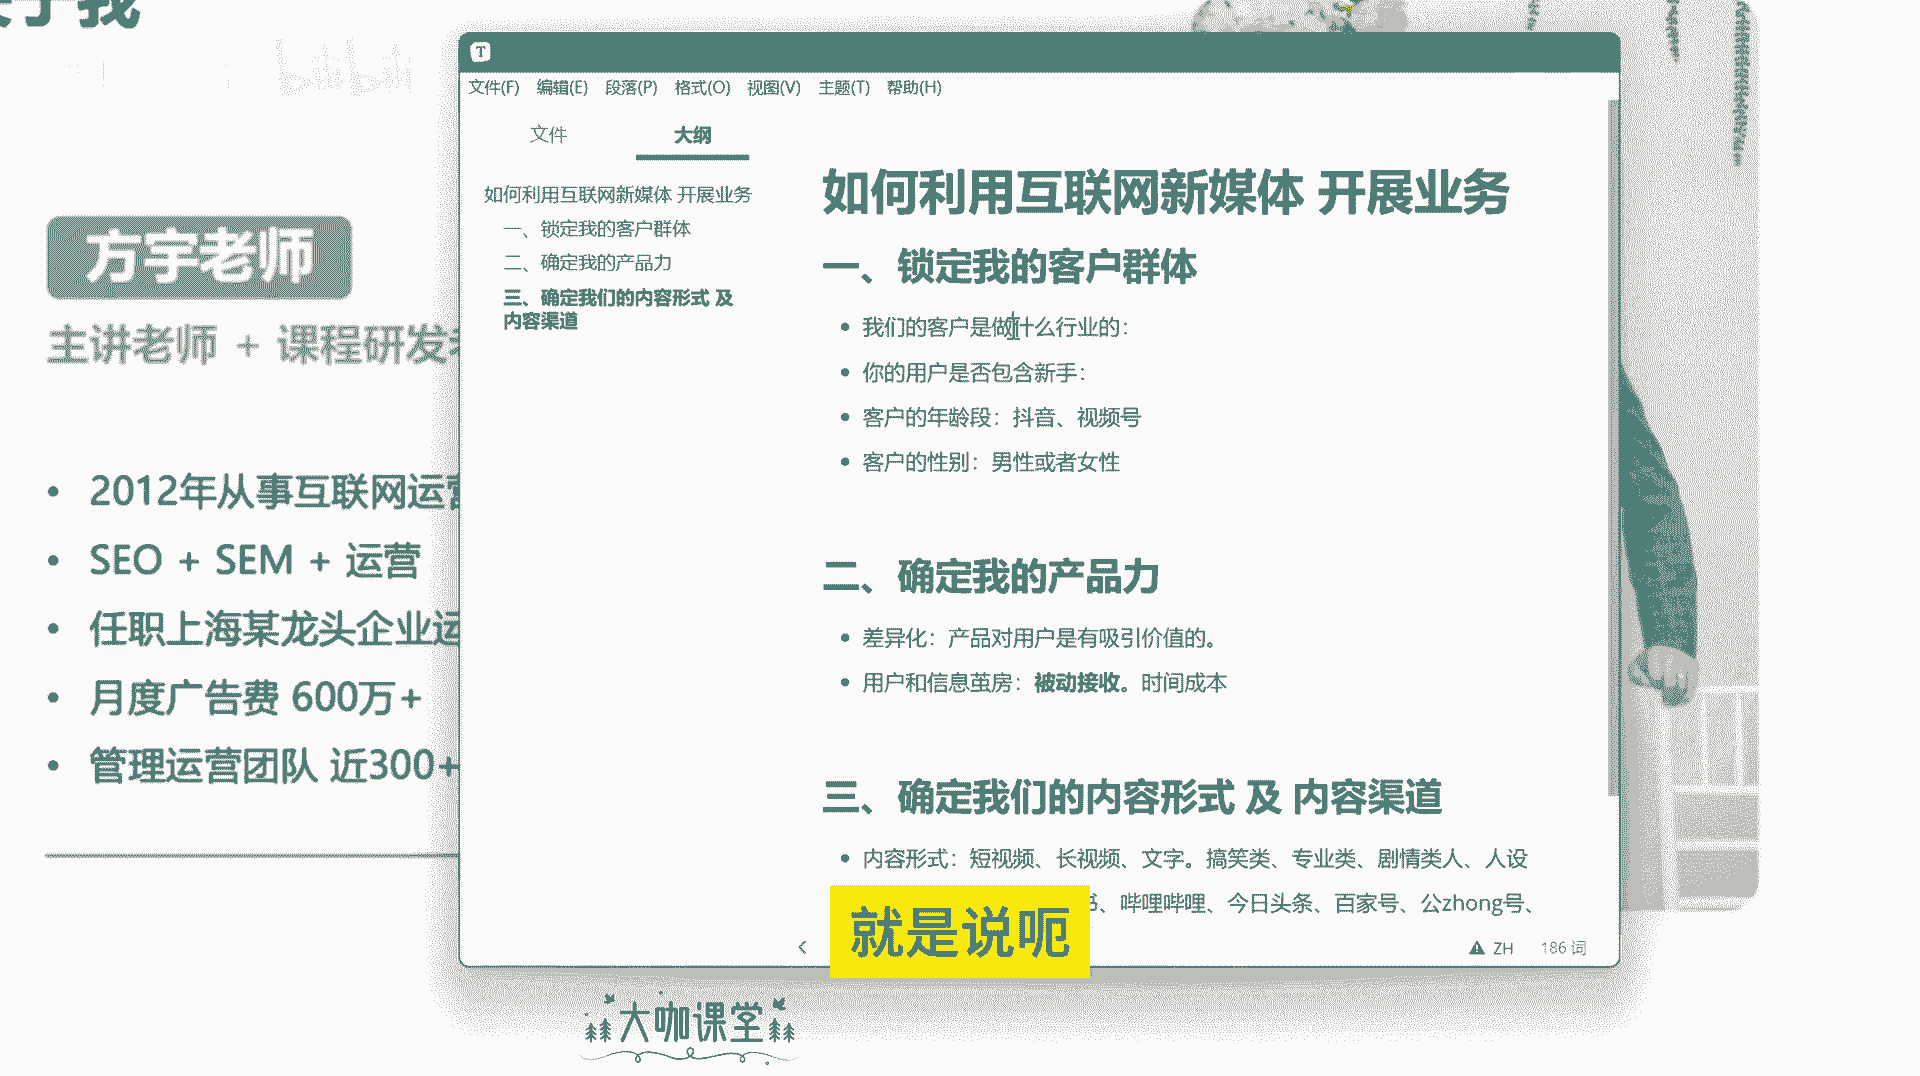 bilibili
方宇老师
主讲老师 + 课程研发
2012年从事互联网运营
SEO + SEM + 运营
任职上海某龙头企业运
月度广告费 600万+
管理运营团队 近300+
T
文件(F) 编辑(E) 段落(P) 格式(O) 视图(V) 主题(T) 帮助(H)
文件 大纲
如何利用互联网新媒体 开展业务
一、锁定我的客户群体
二、确定我的产品力
三、确定我们的内容形式 及
内容渠道
如何利用互联网新媒体 开展业务
一、锁定我的客户群体
我们的客户是做什么行业的：
你的用户是否包含新手：
客户的年龄段：抖音、视频号
客户的性别：男性或者女性
二、确定我的产品力
差异化：产品对用户是有吸引价值的。
用户和信息茧房：被动接收。时间成本
三、确定我们的内容形式 及 内容渠道
内容形式：短视频、长视频、文字。搞笑类、专业类、剧情类人、人设
、哔哩哔哩、今日头条、百家号、公zhong号、
就是说呃
ZH 186 词
大咖课堂